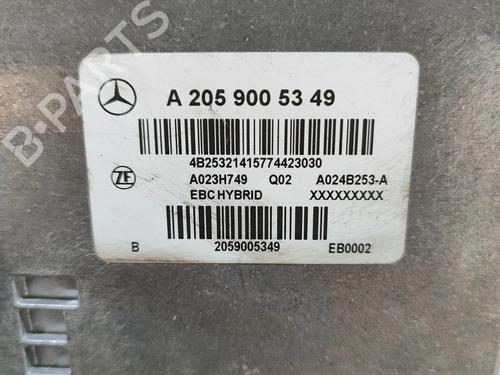 A 205 900 53 49
4B25321415774423030
ZF
A023H749 Q02 A024B253-A
EBC HYBRID XXXXXXXXX
B 2059005349 EB0002
B-PARTS